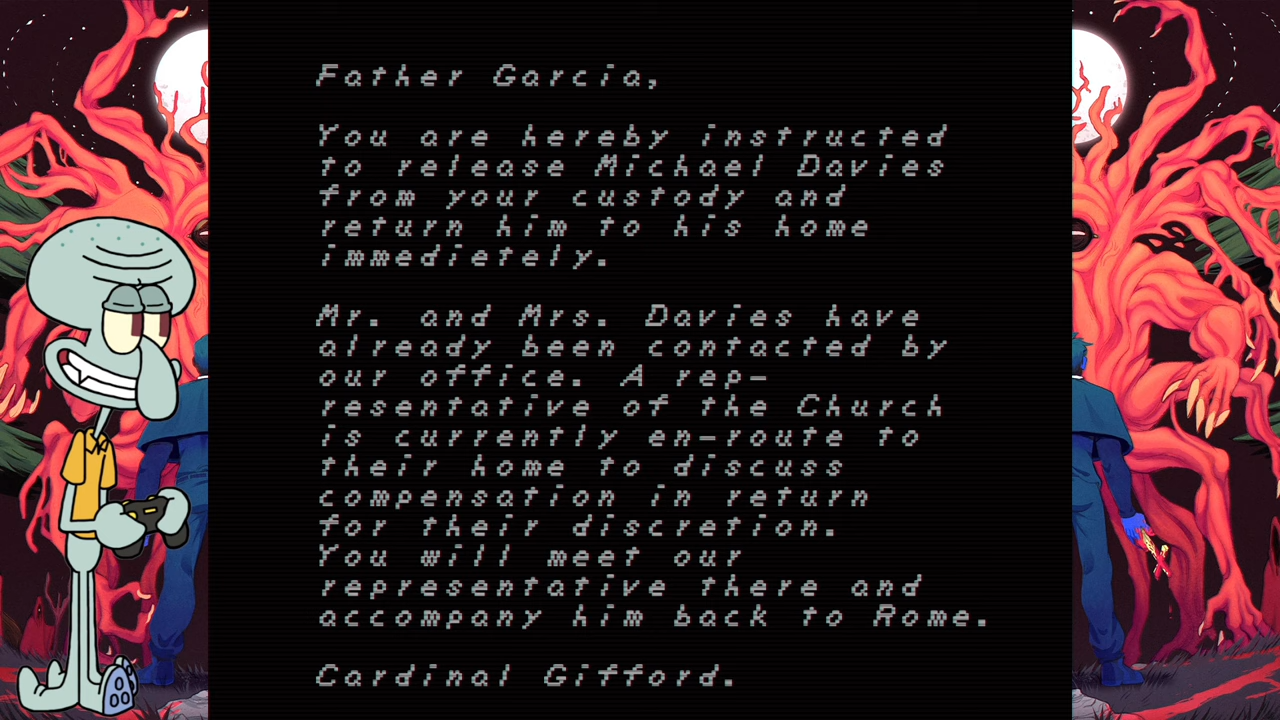 Father Garcia,
You are hereby instructed
to release Michael Davies
from your custody and
return him to his home
immedietely.
Mr. and Mrs. Davies have
already been contacted by
our office. A rep-
resentative of the Church
is currently en-route to
their home to discuss
compensation in return
for their discretion.
You will meet our
representative there and
accompany him back to Rome.
Cardinal Gifford.